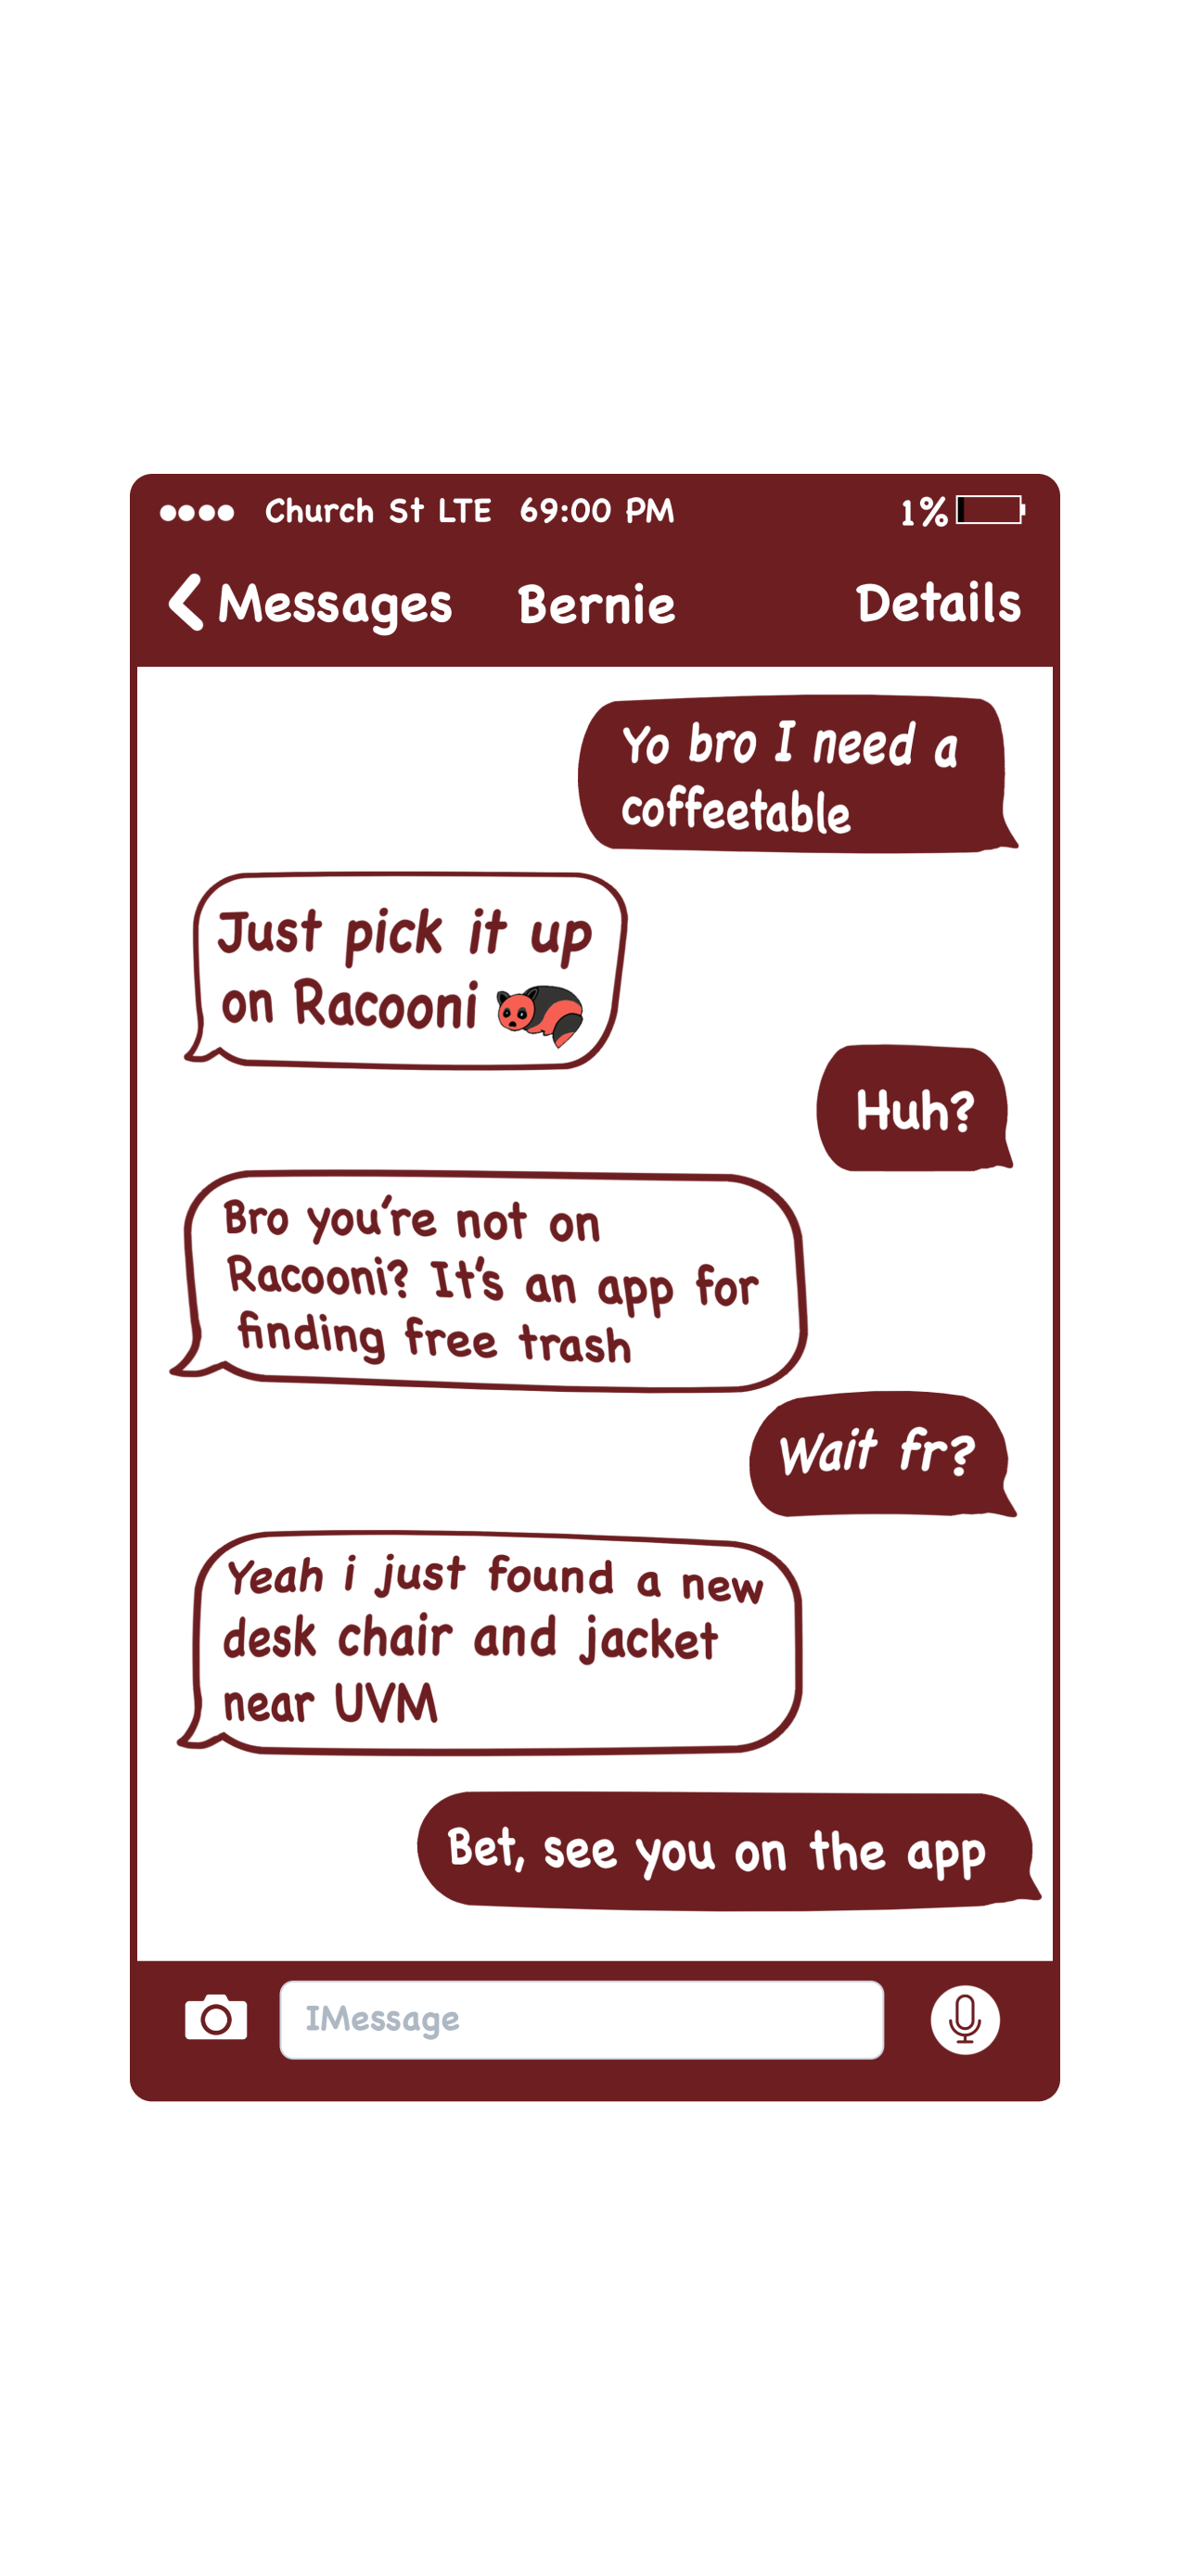 Church St LTE 69:00 PM 1%
Messages Bernie Details
Yo bro I need a
coffeetable
Just pick it up
on Racooni
Huh?
Bro you're not on
Racooni? It's an app for
finding free trash
Wait fr?
Yeah i just found a new
desk chair and jacket
near UVM
Bet, see you on the app
IMessage